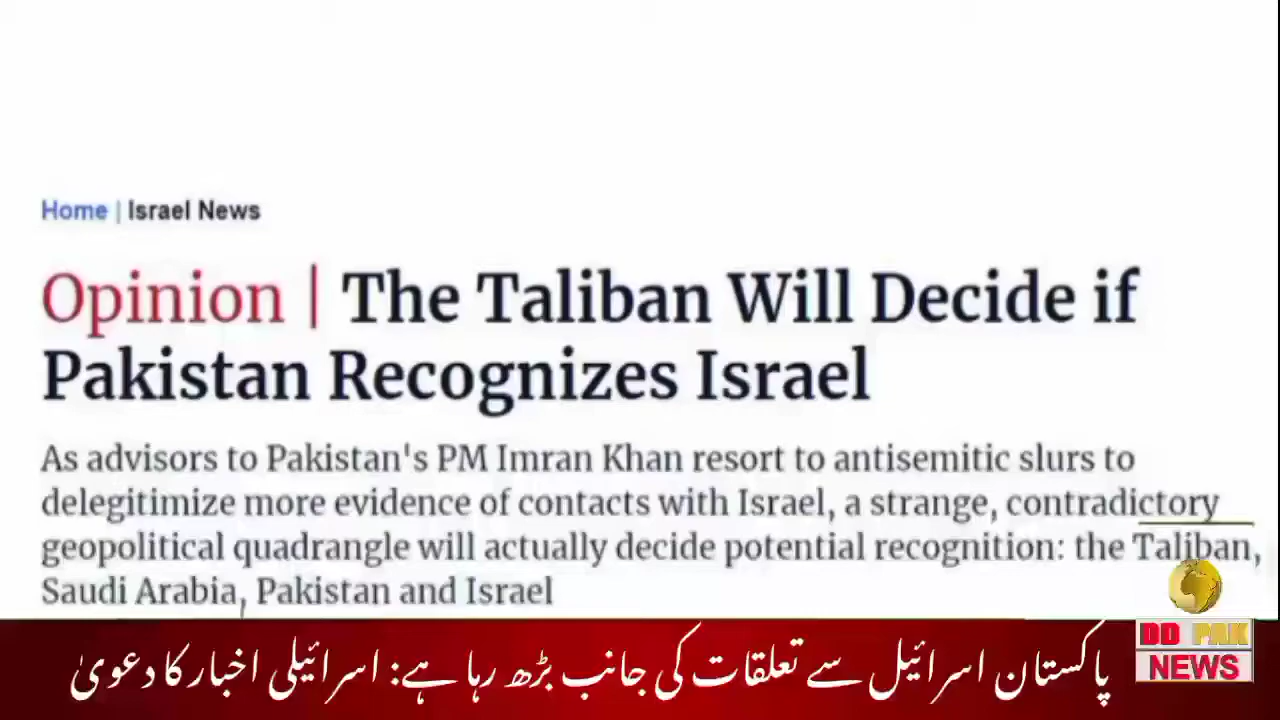 Home | Israel News
Opinion | The Taliban Will Decide if
Pakistan Recognizes Israel
As advisors to Pakistan's PM Imran Khan resort to antisemitic slurs to
delegitimize more evidence of contacts with Israel, a strange, contradictory
geopolitical quadrangle will actually decide potential recognition: the Taliban,
Saudi Arabia, Pakistan and Israel
پاکستان اسرائیل سے تعلقات کی جانب بڑھ رہا ہے: اسرائیلی اخبار کا دعویٰ
DD PAK
NEWS